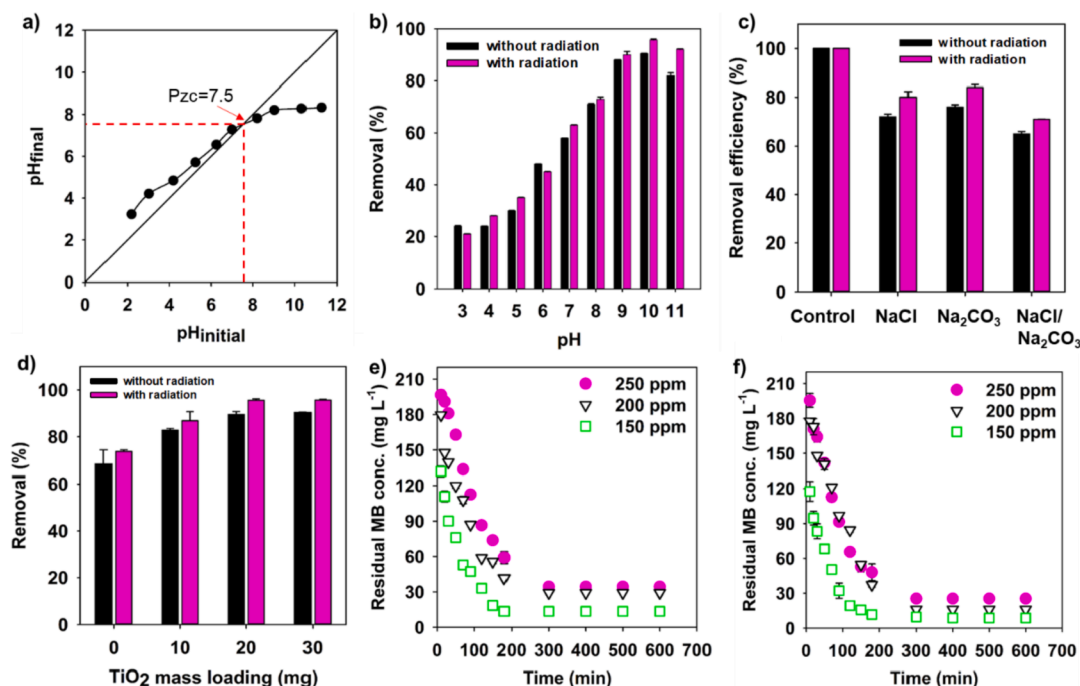 a)
12
10
8
6
4
2
0
pHfinal
Pzc=7.5
0 2 4 6 8 10 12
pHinitial
b)
100
80
60
40
20
0
Removal (%)
without radiation
with radiation
3 4 5 6 7 8 9 10 11
pH
c)
100
80
60
40
20
0
Removal efficiency (%)
without radiation
with radiation
Control NaCl Na₂CO₃ NaCl/
Na₂CO₃
d)
100
80
60
40
20
0
Removal (%)
without radiation
with radiation
0 10 20 30
TiO₂ mass loading (mg)
e)
210
180
150
120
90
60
30
0
Residual MB conc. (mg L⁻¹)
250 ppm
200 ppm
150 ppm
0 100 200 300 400 500 600 700
Time (min)
f)
210
180
150
120
90
60
30
0
Residual MB conc. (mg L⁻¹)
250 ppm
200 ppm
150 ppm
0 100 200 300 400 500 600 700
Time (min)